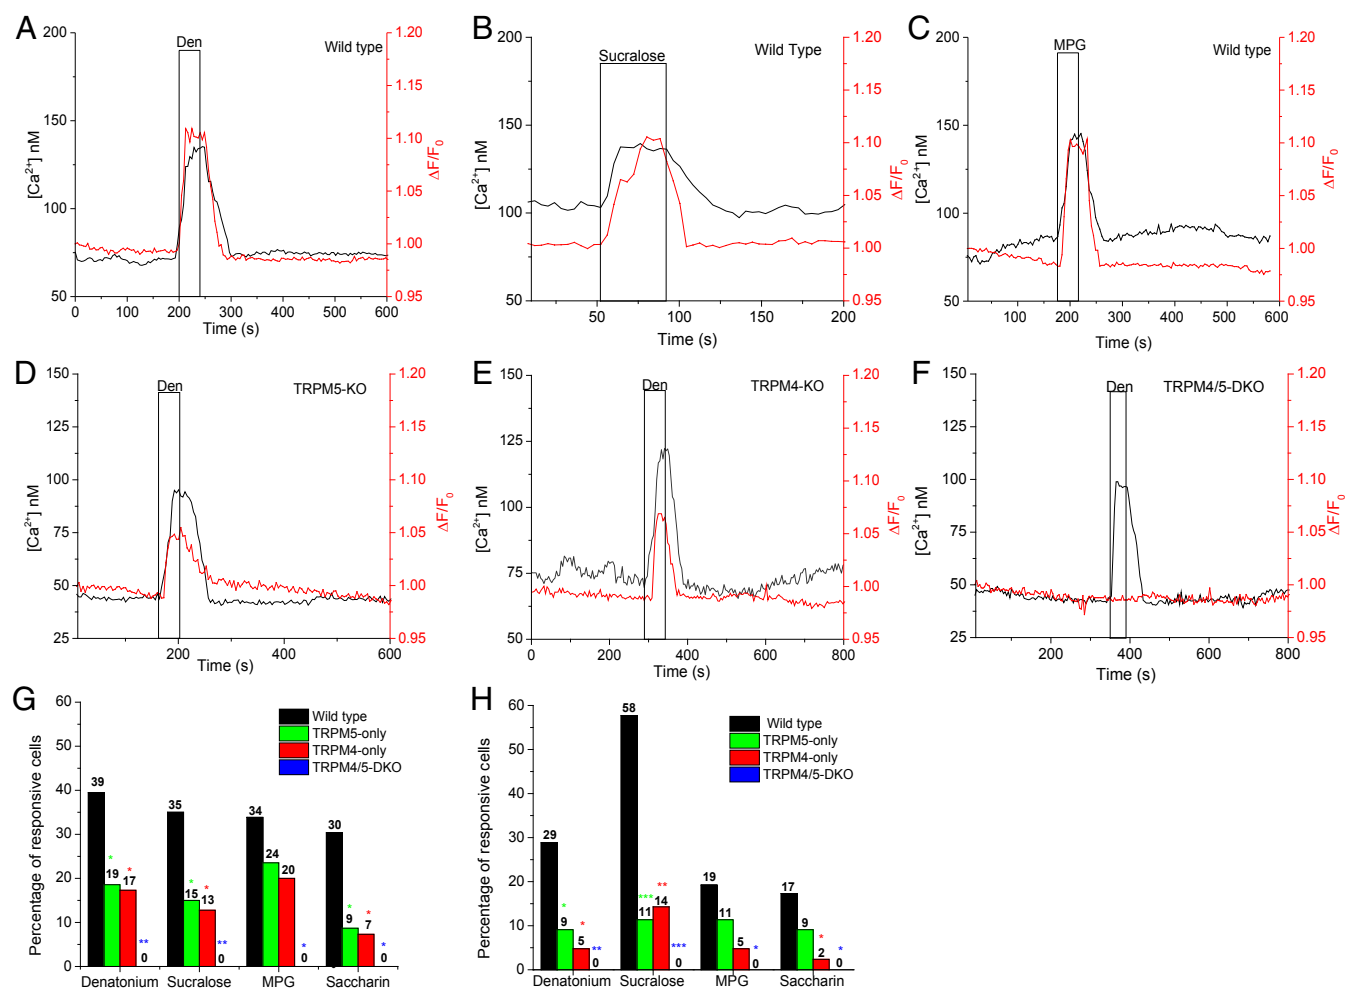 A
Den
Wild type
[Ca²⁺] nM
200
150
100
50
1.20
1.15
1.10
1.05
1.00
0.95
ΔF/F₀
0 100 200 300 400 500 600
Time (s)
B
Sucralose
Wild Type
[Ca²⁺] nM
200
150
100
50
1.20
1.15
1.10
1.05
1.00
0.95
ΔF/F₀
50 100 150 200
Time (s)
C
MPG
Wild type
[Ca²⁺] nM
200
150
100
50
1.20
1.15
1.10
1.05
1.00
0.95
ΔF/F₀
100 200 300 400 500 600
Time (s)
D
Den
TRPM5-KO
[Ca²⁺] nM
150
125
100
75
50
25
1.20
1.15
1.10
1.05
1.00
0.95
ΔF/F₀
200 400 600
Time (s)
E
Den
TRPM4-KO
[Ca²⁺] nM
150
125
100
75
50
1.20
1.15
1.10
1.05
1.00
0.95
ΔF/F₀
0 200 400 600 800
Time (s)
F
Den
TRPM4/5-DKO
[Ca²⁺] nM
150
125
100
75
50
25
1.20
1.15
1.10
1.05
1.00
0.95
ΔF/F₀
200 400 600 800
Time (s)
G
Percentage of responsive cells
60
50
40
30
20
10
0
Wild type
TRPM5-only
TRPM4-only
TRPM4/5-DKO
39 * 19 * 17 ** 0
35 * 15 * 13 ** 0
34 24 20 * 0
30 * 9 * 7 * 0
Denatonium Sucralose MPG Saccharin
H
Percentage of responsive cells
60
50
40
30
20
10
0
Wild type
TRPM5-only
TRPM4-only
TRPM4/5-DKO
29 * 9 * 5 ** 0
58 *** 11 ** 14 *** 0
19 11 5 * 0
17 9 * 2 * 0
Denatonium Sucralose MPG Saccharin